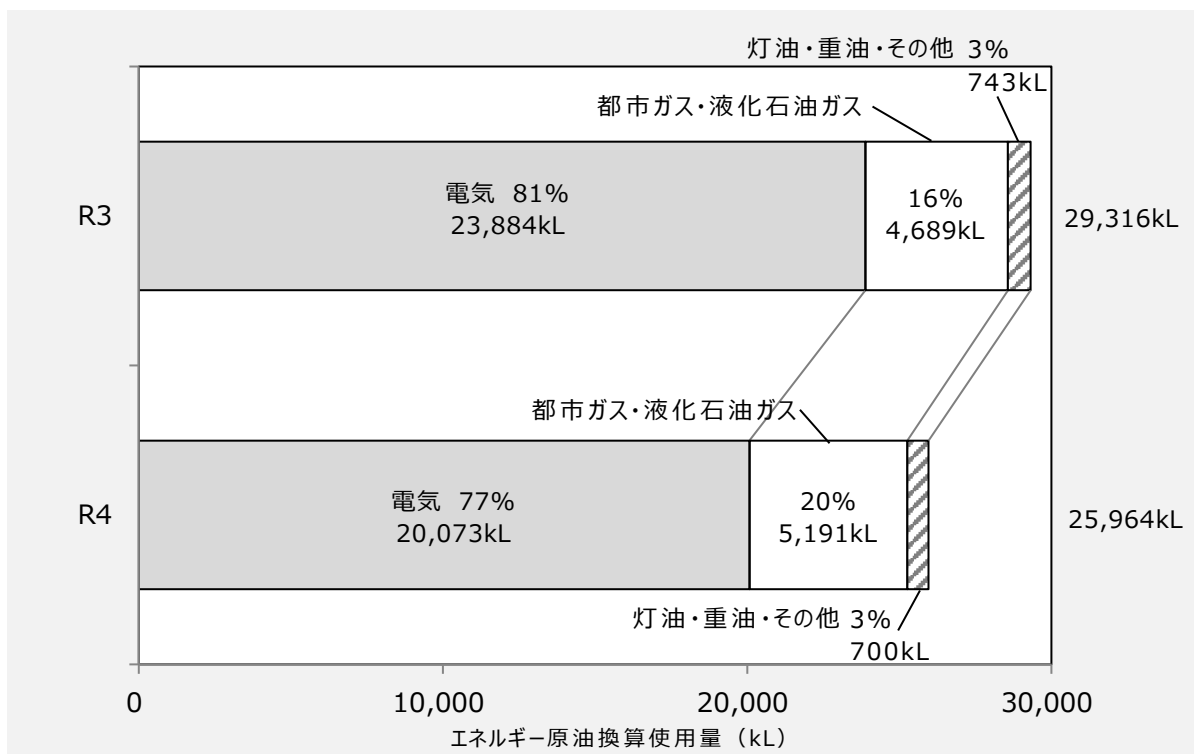 灯油・重油・その他 3%
743kL
都市ガス・液化石油ガス
R3
電気 81%
23,884kL
16%
4,689kL
29,316kL
都市ガス・液化石油ガス
R4
電気 77%
20,073kL
20%
5,191kL
25,964kL
灯油・重油・その他 3%
700kL
0 10,000 20,000 30,000
エネルギー原油換算使用量（kL）